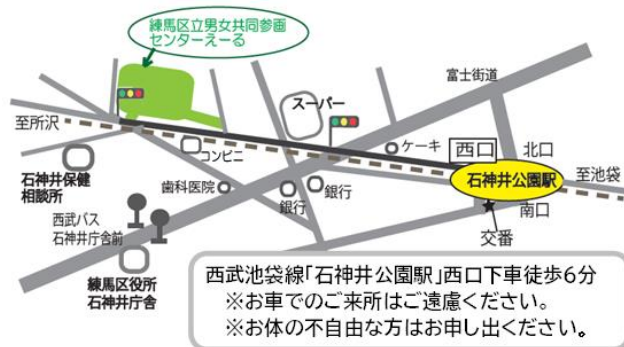 練馬区立男女共同参画
センターえーる
富士街道
スーパー
至所沢
コンビニ
ケーキ
西口
北口
石神井公園駅
至池袋
石神井保健
相談所
歯科医院
銀行
銀行
南口
交番
西武バス
石神井庁舎前
練馬区役所
石神井庁舎
西武池袋線「石神井公園駅」西口下車徒歩6分
※お車でのご来所はご遠慮ください。
※お体の不自由な方はお申し出ください。